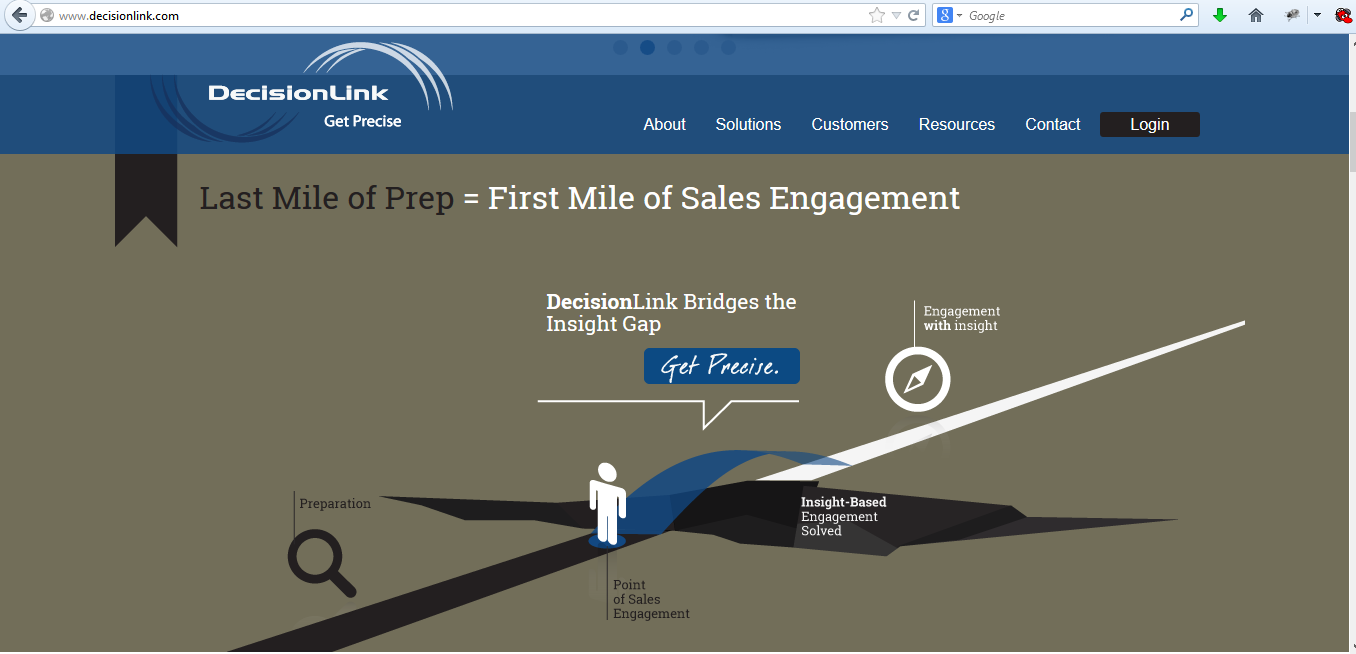 www.decisionlink.com
Google
DecisionLink
Get Precise
About Solutions Customers Resources Contact Login
Last Mile of Prep = First Mile of Sales Engagement
DecisionLink Bridges the
Insight Gap
Get Precise.
Engagement
with insight
Preparation
Insight-Based
Engagement
Solved
Point
of Sales
Engagement